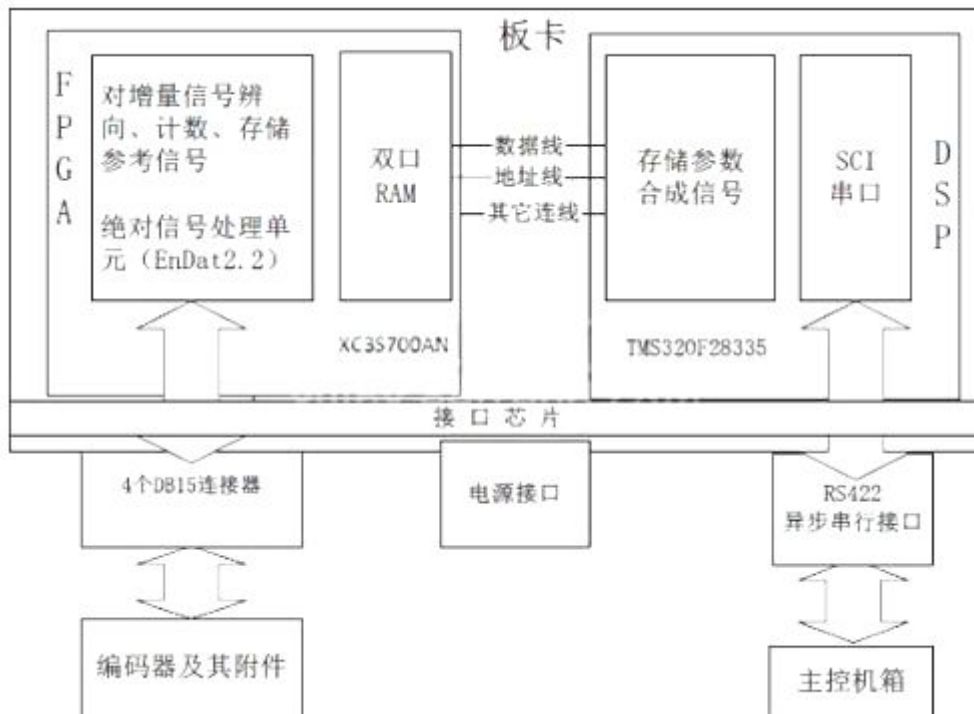 板卡
FPGA
对增量信号辨
向、计数、存储
参考信号
绝对信号处理单
元（EnDat2.2）
双口
RAM
XC3S700AN
数据线
地址线
其它连线
存储参数
合成信号
SCI
串口
DSP
TMS320F28335
接口芯片
4个DB15连接器
电源接口
RS422
异步串行接口
编码器及其附件
主控机箱